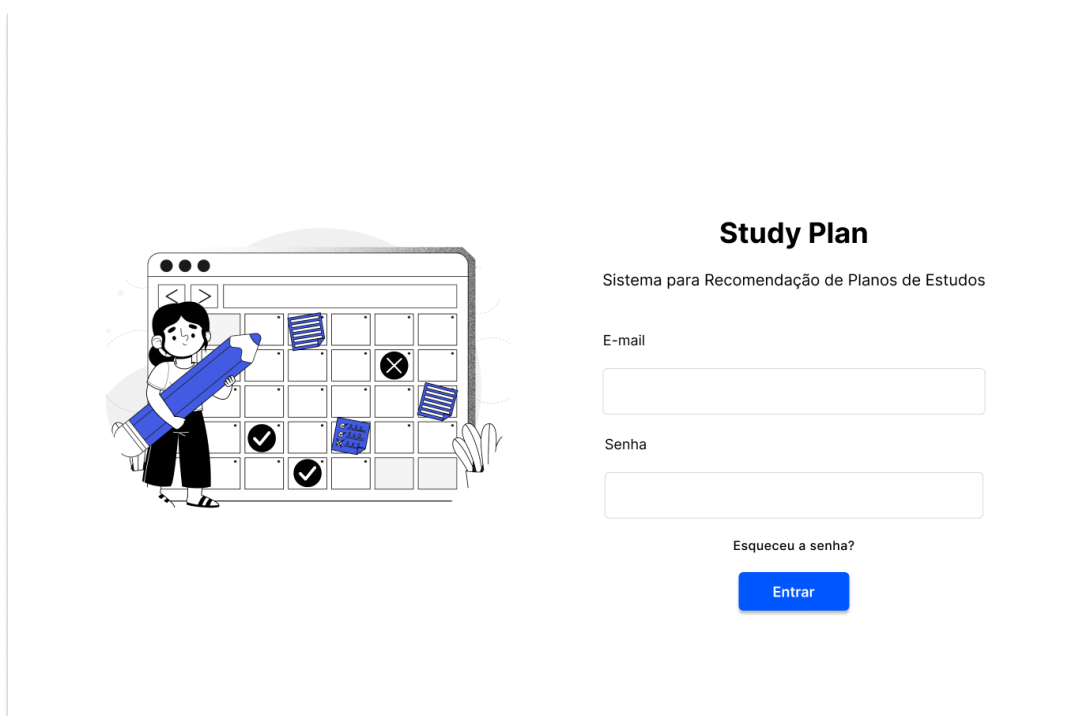 Study Plan
Sistema para Recomendação de Planos de Estudos
E-mail
Senha
Esqueceu a senha?
Entrar